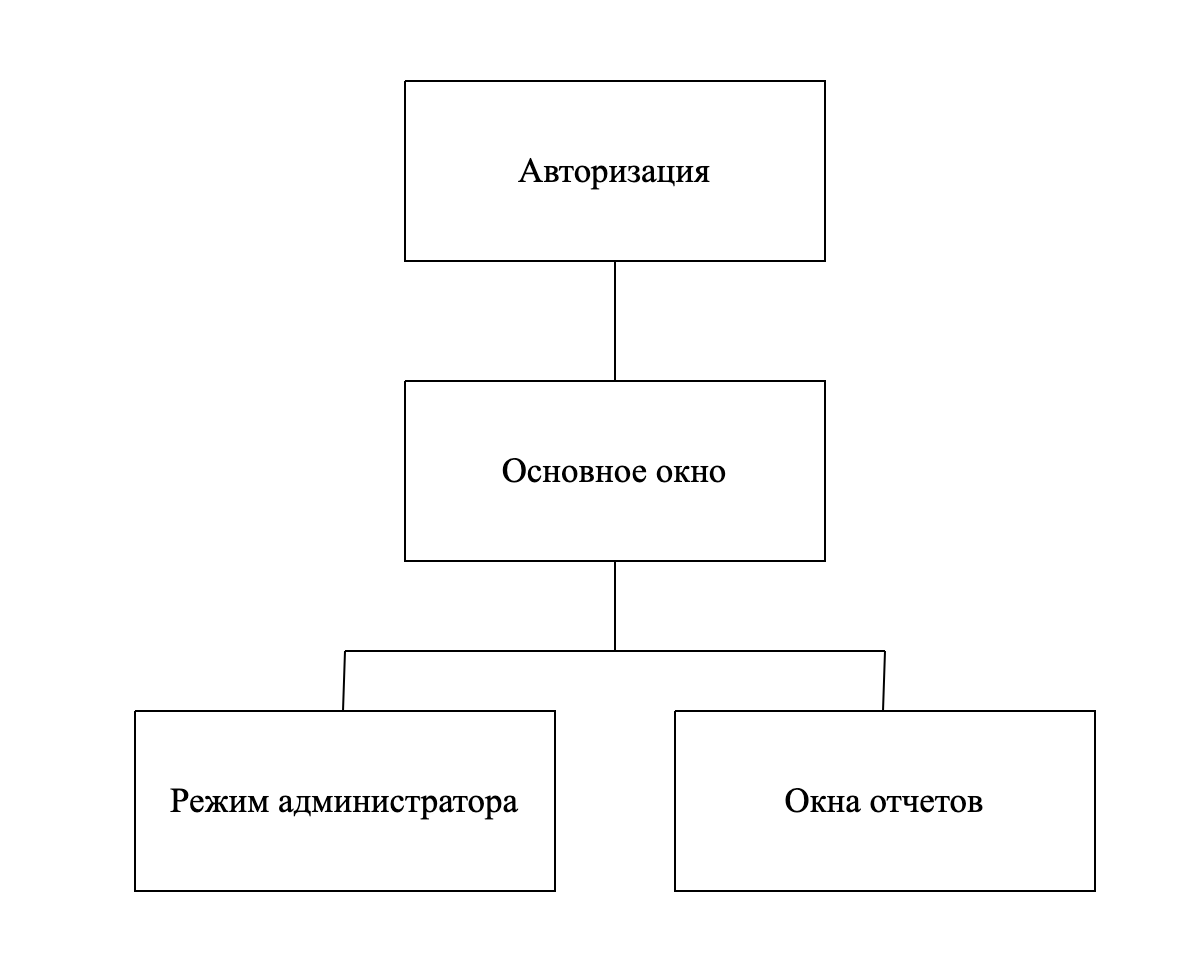 Авторизация
Основное окно
Режим администратора
Окна отчетов